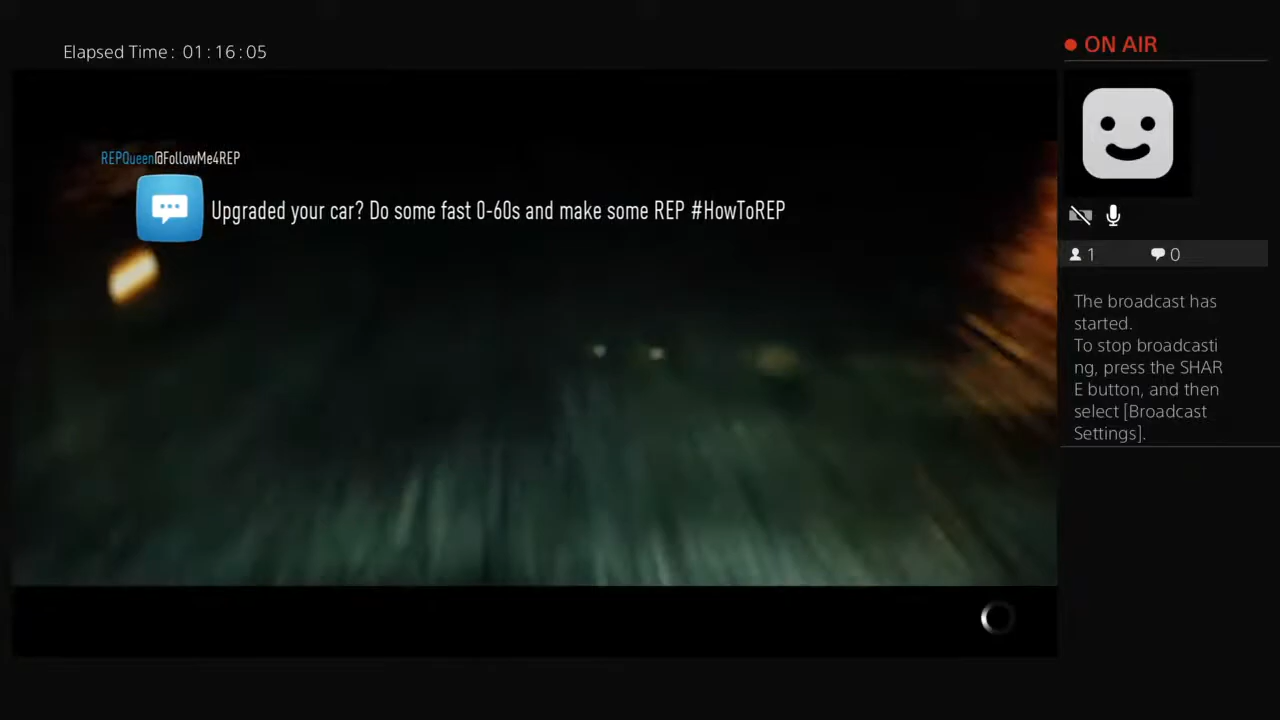 Elapsed Time: 01:16:05
ON AIR
REPQueen@FollowMe4REP
Upgraded your car? Do some fast 0-60s and make some REP #HowToREP
1
0
The broadcast has
started.
To stop broadcasti
ng, press the SHAR
E button, and then
select [Broadcast
Settings].